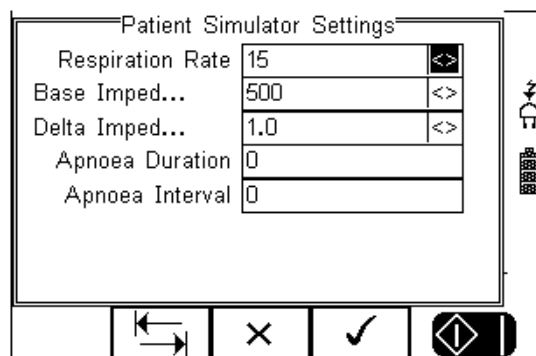 Patient Simulator Settings
Respiration Rate 15 <>
Base Imped... 500 <>
Delta Imped... 1.0 <>
Apnoea Duration 0
Apnoea Interval 0